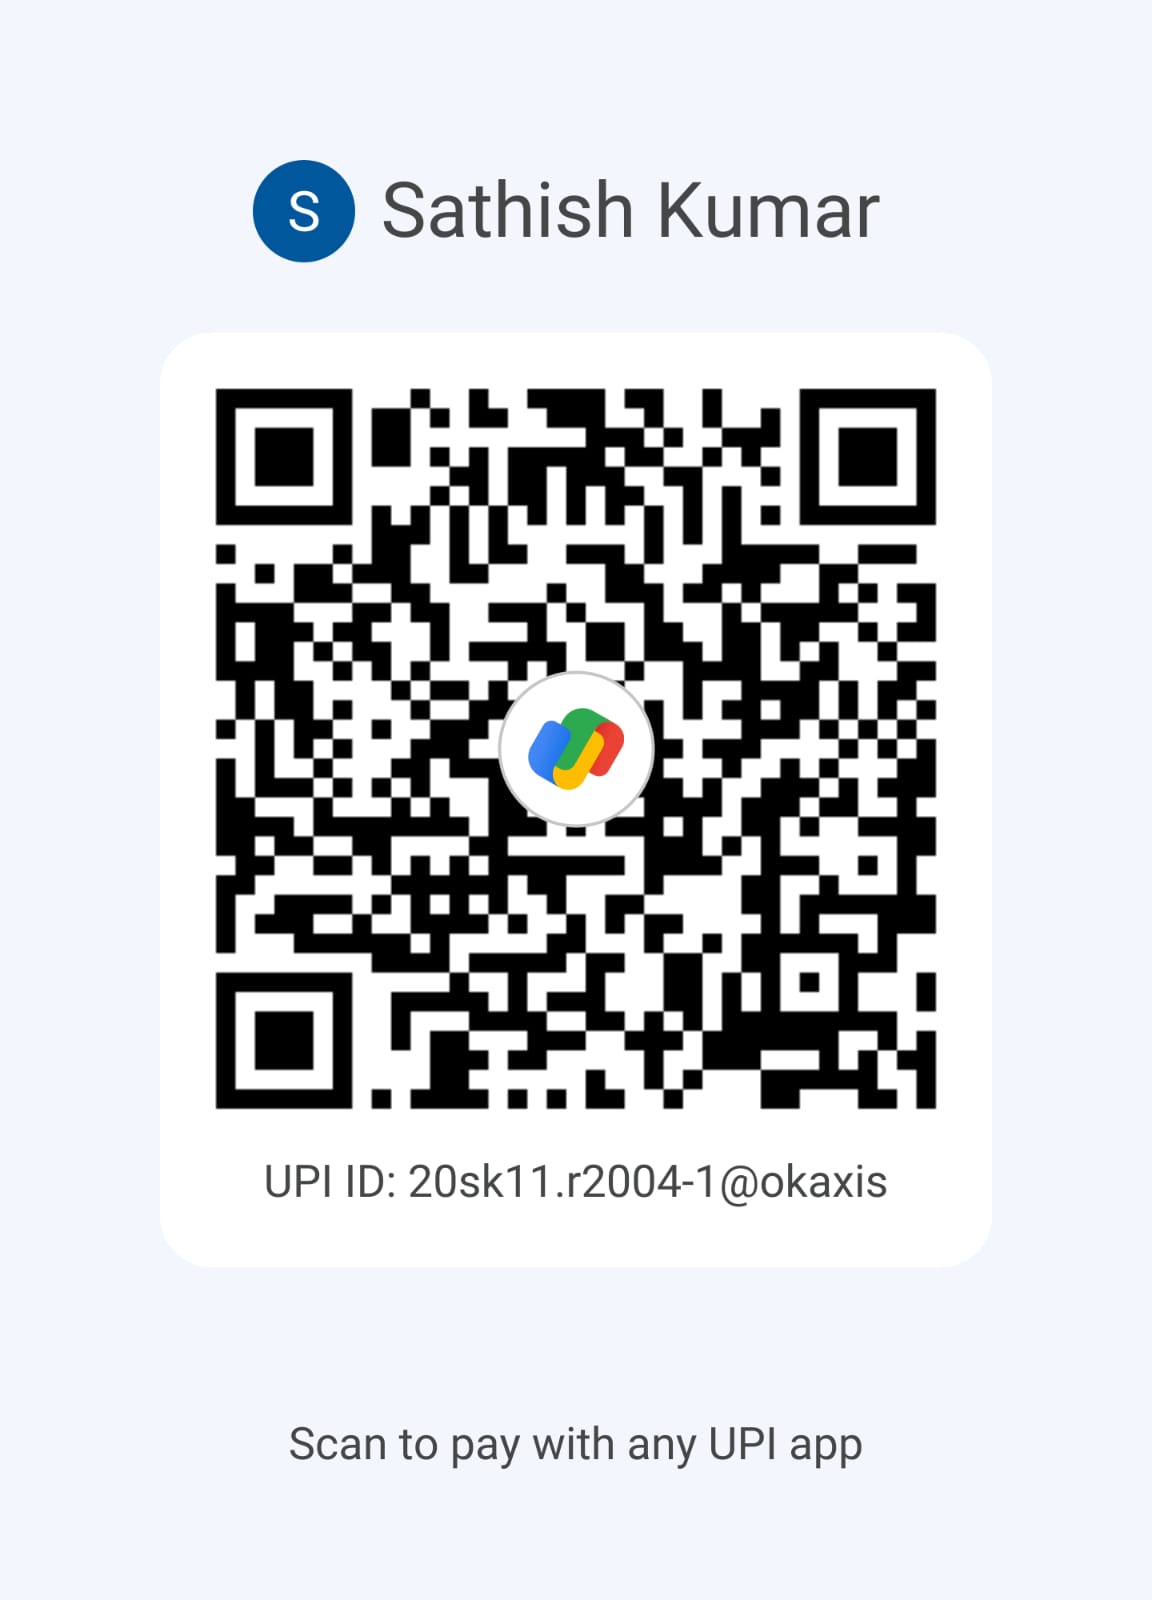 S Sathish Kumar
UPI ID: 20sk11.r2004-1@okaxis
Scan to pay with any UPI app